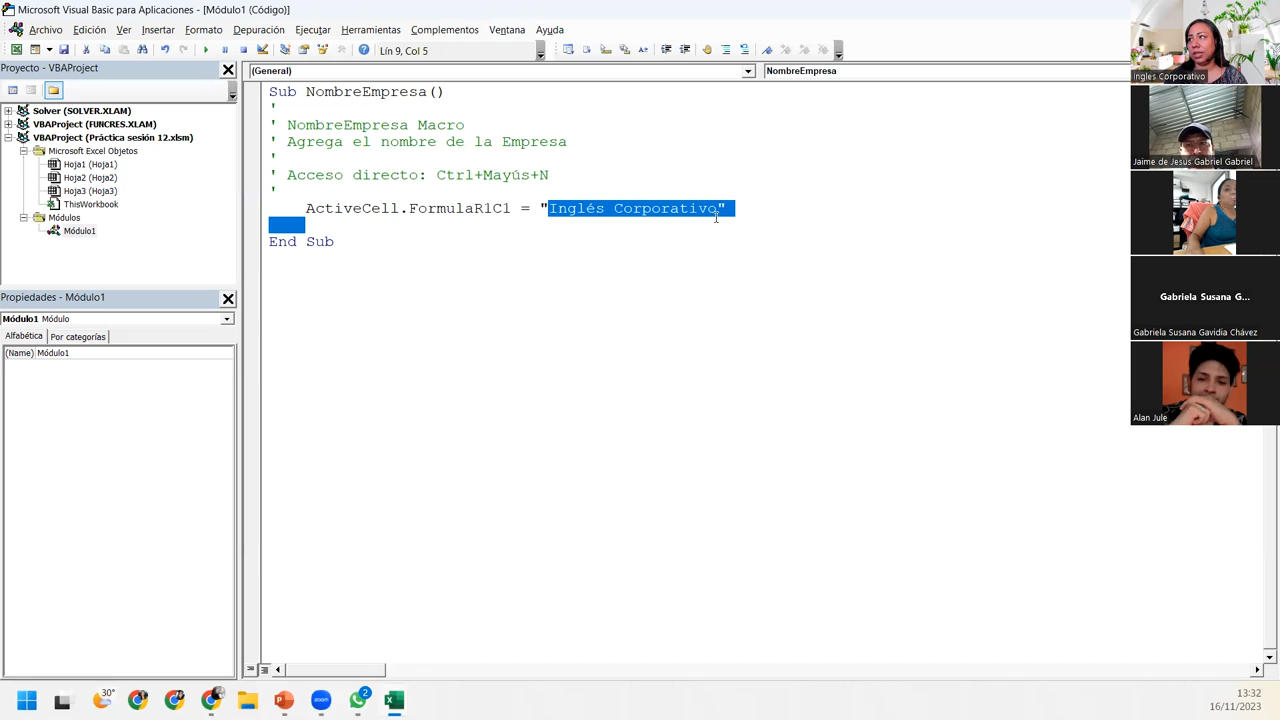 Microsoft Visual Basic para Aplicaciones - Práctica sesión 12.xlsm - [Módulo1 (Código)]
Archivo Edición Ver Insertar Formato Depuración Ejecutar Herramientas Complementos Ventana Ayuda
Lín 9, Col 5
Proyecto - VBAProject
Solver (SOLVER.XLAM)
VBAProject (FUNCRES.XLAM)
VBAProject (Práctica sesión 12.xlsm)
Microsoft Excel Objetos
Hoja1 (Hoja1)
Hoja2 (Hoja2)
Hoja3 (Hoja3)
ThisWorkbook
Módulos
Módulo1
Propiedades - Módulo1
Módulo1 Módulo
Alfabética Por categorías
(Name) Módulo1
(General) NombreEmpresa
Sub NombreEmpresa()
'
' NombreEmpresa Macro
' Agrega el nombre de la Empresa
'
' Acceso directo: Ctrl+Mayús+N
'
ActiveCell.FormulaR1C1 = "Inglés Corporativo"
End Sub
Ingles Corporativo
Jaime de Jesus Gabriel Gabriel
Gabriela Susana G...
Gabriela Susana Gavidia Chávez
Alan Jule
30°
2
13:32
16/11/2023